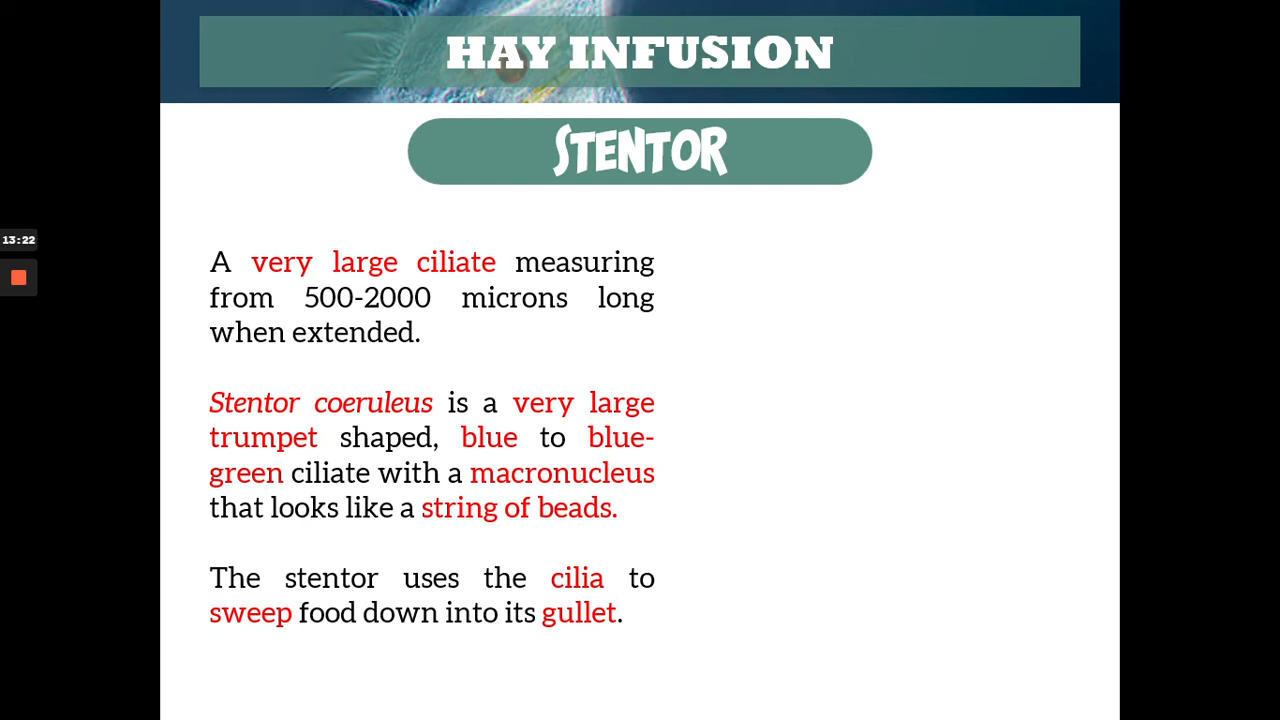 HAY INFUSION
STENTOR
13:22
A very large ciliate measuring
from 500-2000 microns long
when extended.
Stentor coeruleus is a very large
trumpet shaped, blue to blue-
green ciliate with a macronucleus
that looks like a string of beads.
The stentor uses the cilia to
sweep food down into its gullet.